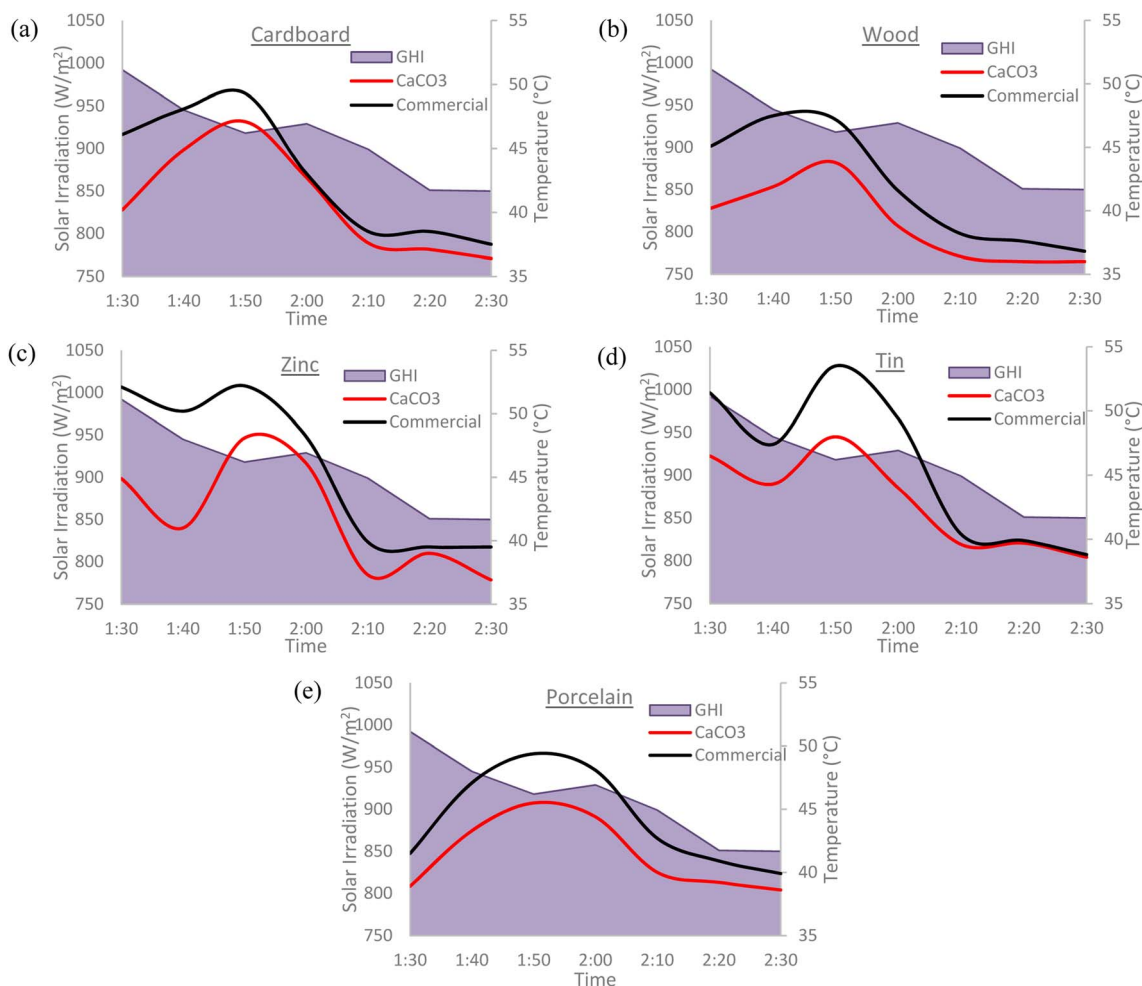 (a)
Cardboard
GHI
CaCO3
Commercial
Solar Irradiation (W/m²)
1050
1000
950
900
850
800
750
55
50
45
40
35
Temperature (°C)
1:30 1:40 1:50 2:00 2:10 2:20 2:30
Time
(b)
Wood
GHI
CaCO3
Commercial
Solar Irradiation (W/m²)
1050
1000
950
900
850
800
750
55
50
45
40
35
Temperature (°C)
1:30 1:40 1:50 2:00 2:10 2:20 2:30
Time
(c)
Zinc
GHI
CaCO3
Commercial
Solar Irradiation (W/m²)
1050
1000
950
900
850
800
750
55
50
45
40
35
Temperature (°C)
1:30 1:40 1:50 2:00 2:10 2:20 2:30
Time
(d)
Tin
GHI
CaCO3
Commercial
Solar Irradiation (W/m²)
1050
1000
950
900
850
800
750
55
50
45
40
35
Temperature (°C)
1:30 1:40 1:50 2:00 2:10 2:20 2:30
Time
(e)
Porcelain
GHI
CaCO3
Commercial
Solar Irradiation (W/m²)
1050
1000
950
900
850
800
750
55
50
45
40
35
Temperature (°C)
1:30 1:40 1:50 2:00 2:10 2:20 2:30
Time